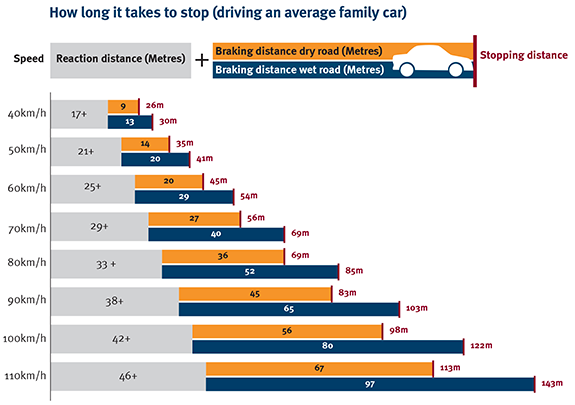 How long it takes to stop (driving an average family car)
Speed
Reaction distance (Metres)
+
Braking distance dry road (Metres)
Braking distance wet road (Metres)
Stopping distance
40km/h
17+
9
26m
13
30m
50km/h
21+
14
35m
20
41m
60km/h
25+
20
45m
29
54m
70km/h
29+
27
56m
40
69m
80km/h
33 +
36
69m
52
85m
90km/h
38+
45
83m
65
103m
100km/h
42+
56
98m
80
122m
110km/h
46+
67
113m
97
143m